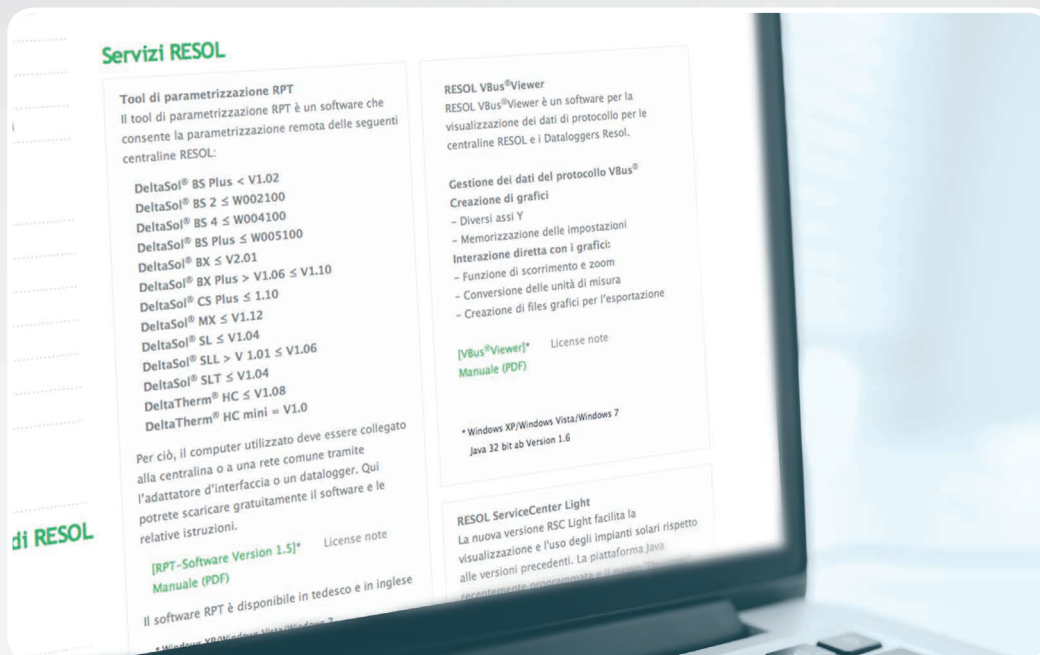 Servizi RESOL
Tool di parametrizzazione RPT
Il tool di parametrizzazione RPT è un software che
consente la parametrizzazione remota delle seguenti
centraline RESOL:
DeltaSol® BS Plus < V1.02
DeltaSol® BS 2 ≤ W002100
DeltaSol® BS 4 ≤ W004100
DeltaSol® BS Plus ≤ W005100
DeltaSol® BX ≤ V2.01
DeltaSol® BX Plus > V1.06 ≤ V1.10
DeltaSol® CS Plus ≤ 1.10
DeltaSol® MX ≤ V1.12
DeltaSol® SL ≤ V1.04
DeltaSol® SLL > V 1.01 ≤ V1.06
DeltaSol® SLT ≤ V1.04
DeltaTherm® HC ≤ V1.08
DeltaTherm® HC mini = V1.0
Per ciò, il computer utilizzato deve essere collegato
alla centralina o a una rete comune tramite
l'adattatore d'interfaccia o un datalogger. Qui
potrete scaricare gratuitamente il software e le
relative istruzioni.
[RPT-Software Version 1.5]* License note
Manuale (PDF)
Il software RPT è disponibile in tedesco e in inglese
* Windows XP/Windows Vista/Windows 7
di RESOL
RESOL VBus®Viewer
RESOL VBus®Viewer è un software per la
visualizzazione dei dati di protocollo per le
centraline RESOL e i Dataloggers Resol.
Gestione dei dati del protocollo VBus®
Creazione di grafici
– Diversi assi Y
– Memorizzazione delle impostazioni
Interazione diretta con i grafici:
– Funzione di scorrimento e zoom
– Conversione delle unità di misura
– Creazione di files grafici per l'esportazione
[VBus®Viewer]* License note
Manuale (PDF)
* Windows XP/Windows Vista/Windows 7
Java 32 bit ab Version 1.6
RESOL ServiceCenter Light
La nuova versione RSC Light facilita la
visualizzazione e l'uso degli impianti solari rispetto
alle versioni precedenti. La piattaforma Java
recentemente programmata e il nuovo